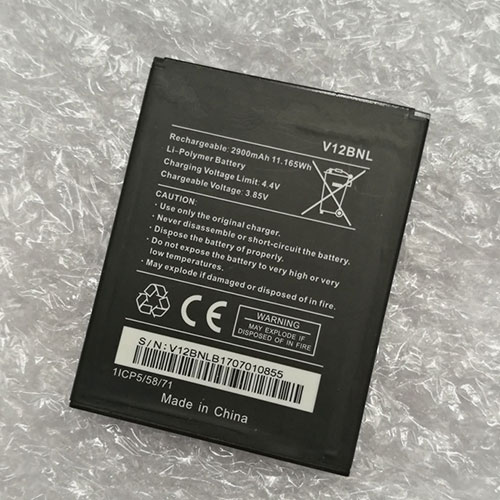 V12BNL
Rechargeable: 2900mAh 11.165Wh
Li-Polymer Battery
Charging Voltage Limit: 4.4V
Chargeable Voltage: 3.85V
CAUTION:
• Use only the original charger.
• Never disassemble or short-circuit the battery
• Dispose the battery of properly.
• Do not expose the battery to very high or very
low temperatures.
• May explode if damaged or disposed of in fire.
CE
WARNING
MAY EXPLODE IF
DISPOSED OF IN FIRE
S/N: V12BNLB1707010855
1ICP5/58/71
Made in China